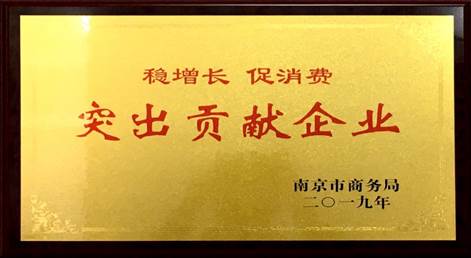 稳增长 促消费
突出贡献企业
南京市商务局
二〇一九年